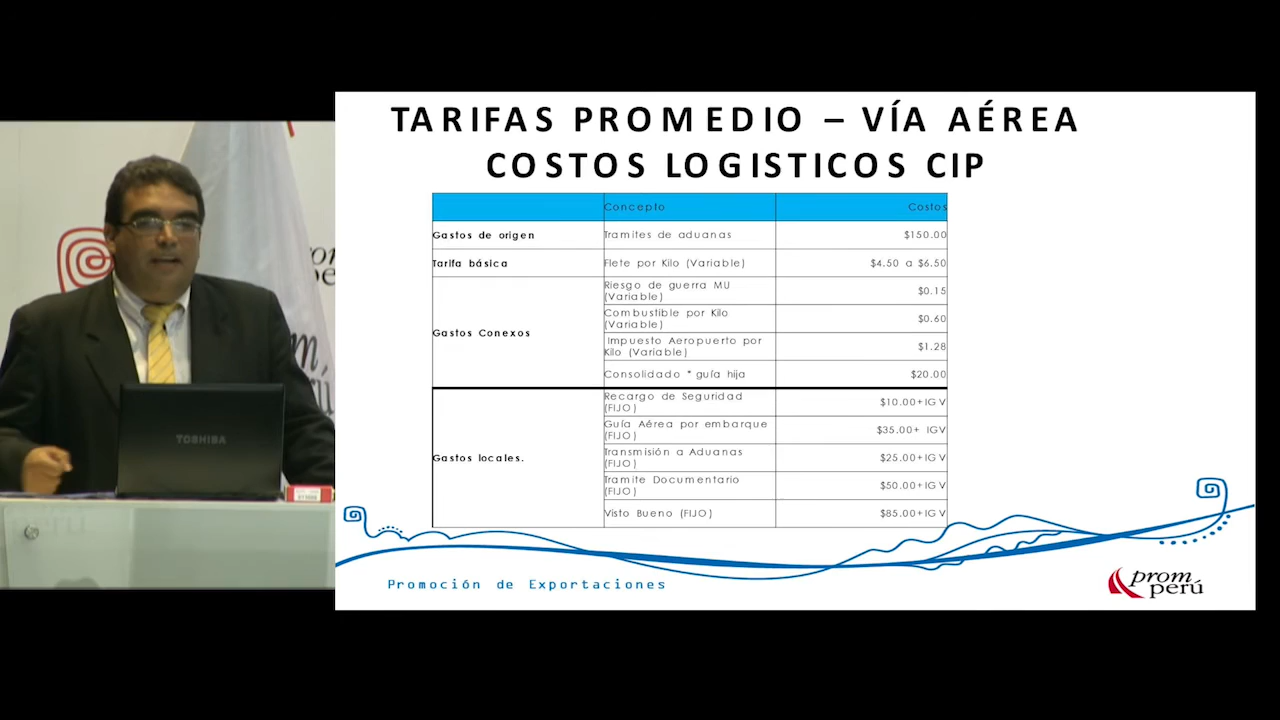 TARIFAS PROMEDIO – VÍA AÉREA
COSTOS LOGISTICOS CIP
Concepto Costos
Gastos de origen Tramites de aduanas $150.00
Tarifa básica Flete por Kilo (Variable) $4.50 a $6.50
Gastos Conexos
Riesgo de guerra MU
(Variable)
$0.15
Combustible por Kilo
(Variable)
$0.60
Impuesto Aeropuerto por
Kilo (Variable)
$1.28
Consolidado * guía hija $20.00
Gastos locales.
Recargo de Seguridad
(FIJO)
$10.00+IGV
Guía Aérea por embarque
(FIJO)
$35.00+ IGV
Transmisión a Aduanas
(FIJO)
$25.00+IGV
Tramite Documentario
(FIJO)
$50.00+IGV
Visto Bueno (FIJO) $85.00+IGV
Promoción de Exportaciones
prom
perú
TOSHIBA